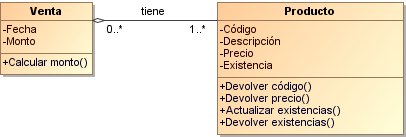 Venta
-Fecha
-Monto
+Calcular monto()
tiene
0..*
1..*
Producto
-Código
-Descripción
-Precio
-Existencia
+Devolver código()
+Devolver precio()
+Actualizar existencias()
+Devolver existencias()